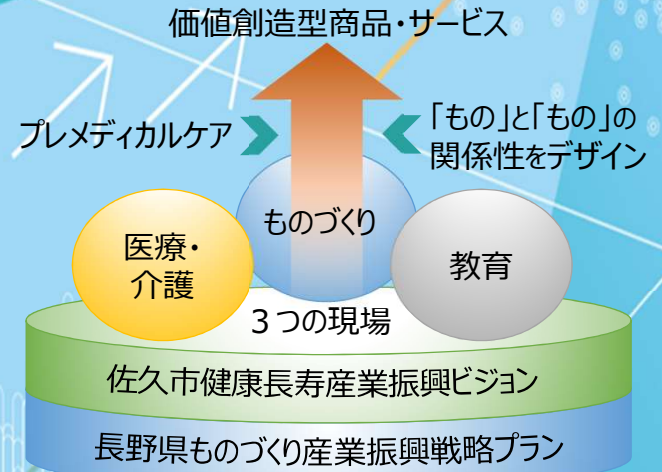 価値創造型商品・サービス
プレメディカルケア
「もの」と「もの」の
関係性をデザイン
医療・
介護
ものづくり
教育
３つの現場
佐久市健康長寿産業振興ビジョン
長野県ものづくり産業振興戦略プラン